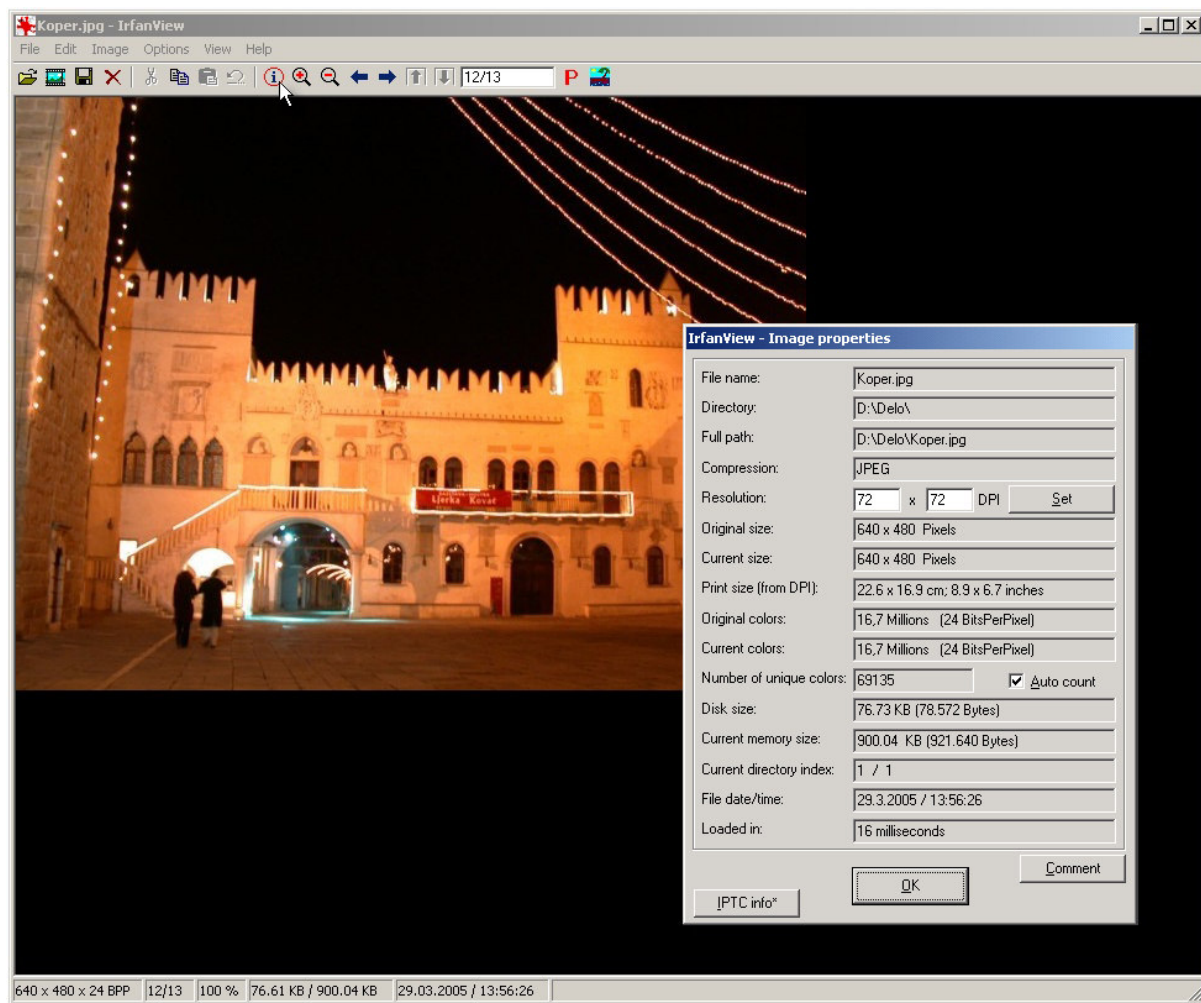 Koper.jpg - IrfanView
File Edit Image Options View Help
12/13 P
Ljerka Kovač
IrfanView - Image properties
File name: Koper.jpg
Directory: D:\Delo\
Full path: D:\Delo\Koper.jpg
Compression: JPEG
Resolution: 72 x 72 DPI Set
Original size: 640 x 480 Pixels
Current size: 640 x 480 Pixels
Print size (from DPI): 22.6 x 16.9 cm; 8.9 x 6.7 inches
Original colors: 16,7 Millions (24 BitsPerPixel)
Current colors: 16,7 Millions (24 BitsPerPixel)
Number of unique colors: 69135 Auto count
Disk size: 76.73 KB (78.572 Bytes)
Current memory size: 900.04 KB (921.640 Bytes)
Current directory index: 1 / 1
File date/time: 29.3.2005 / 13:56:26
Loaded in: 16 milliseconds
Comment
OK
IPTC info*
640 x 480 x 24 BPP 12/13 100 % 76.61 KB / 900.04 KB 29.03.2005 / 13:56:26